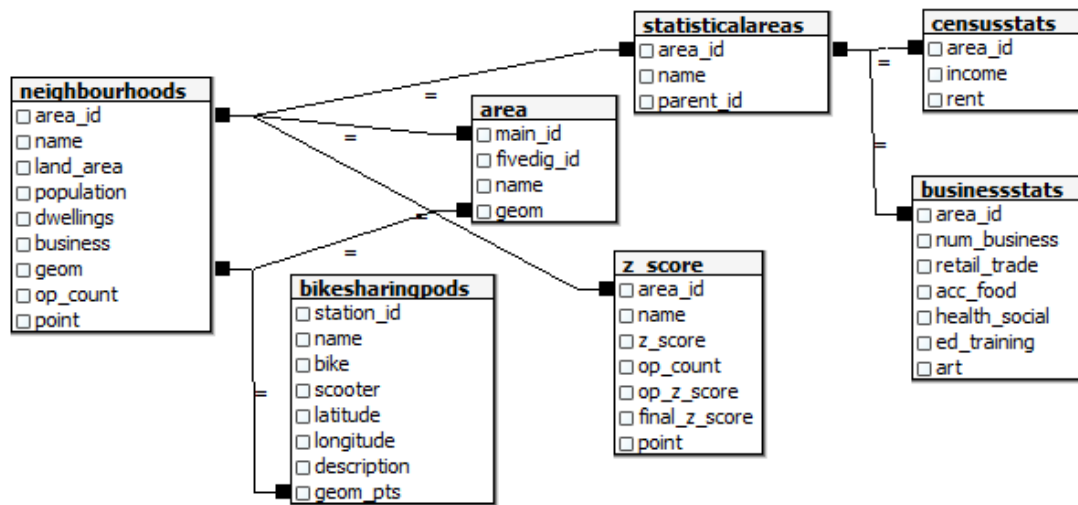 neighbourhoods
area_id
name
land_area
population
dwellings
business
geom
op_count
point
area
main_id
fivedig_id
name
geom
bikesharingpods
station_id
name
bike
scooter
latitude
longitude
description
geom_pts
statisticalareas
area_id
name
parent_id
z_score
area_id
name
z_score
op_count
op_z_score
final_z_score
point
censusstats
area_id
income
rent
businessstats
area_id
num_business
retail_trade
acc_food
health_social
ed_training
art
=
=
=
=
=
=
=